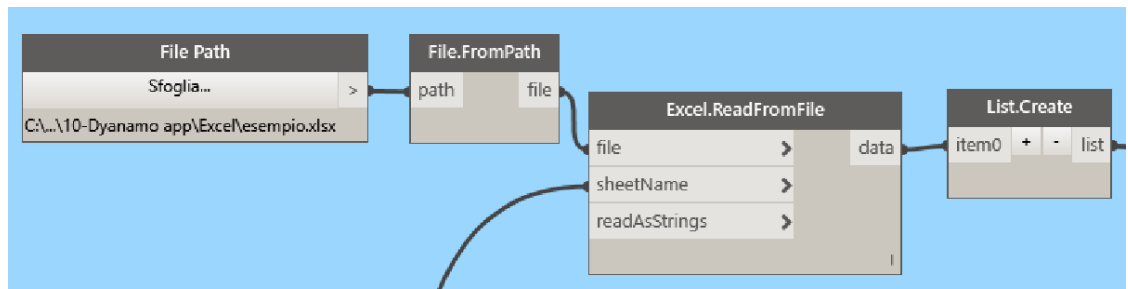 File Path
Sfoglia...
>
C:\...\10-Dyanamo app\Excel\esempio.xlsx
File.FromPath
path file
Excel.ReadFromFile
file > data
sheetName >
readAsStrings >
l
List.Create
item0 + - list